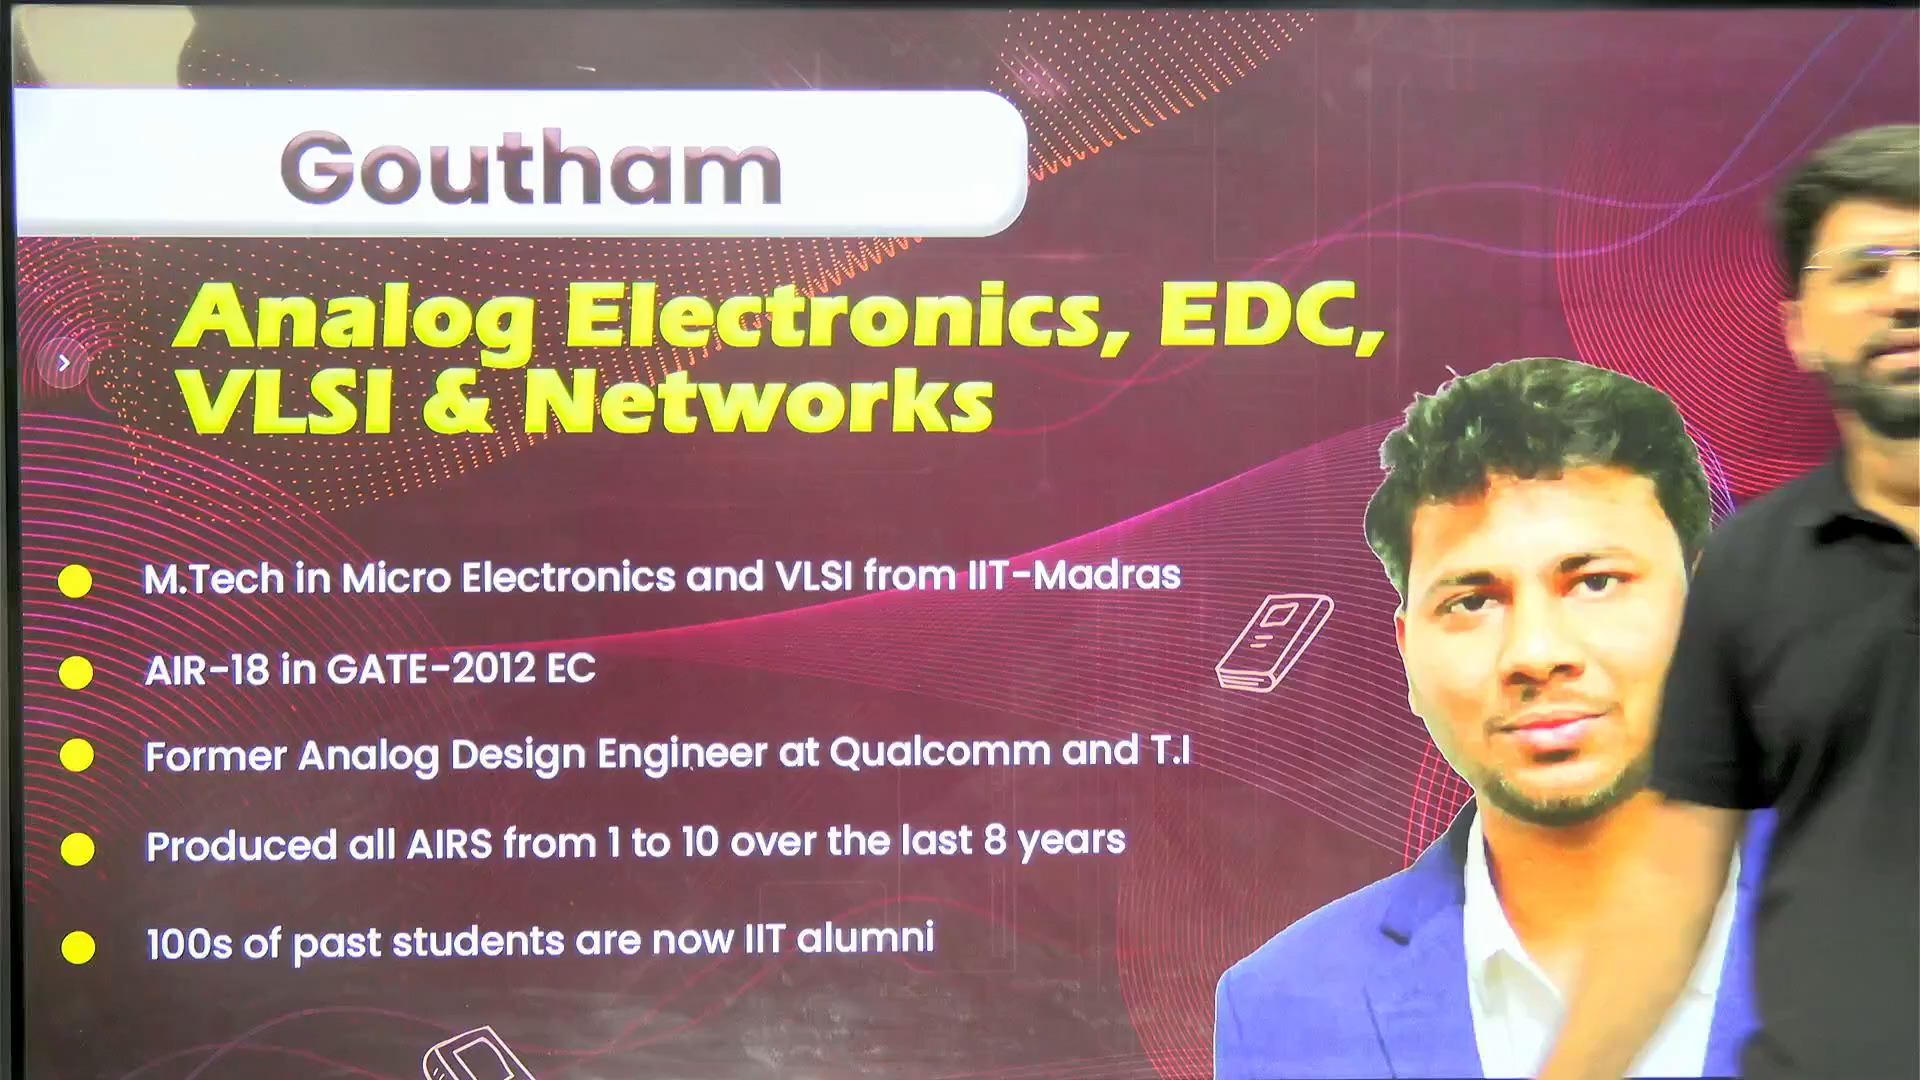 Goutham
Analog Electronics, EDC,
VLSI & Networks
M.Tech in Micro Electronics and VLSI from IIT-Madras
AIR-18 in GATE-2012 EC
Former Analog Design Engineer at Qualcomm and T.I
Produced all AIRS from 1 to 10 over the last 8 years
100s of past students are now IIT alumni